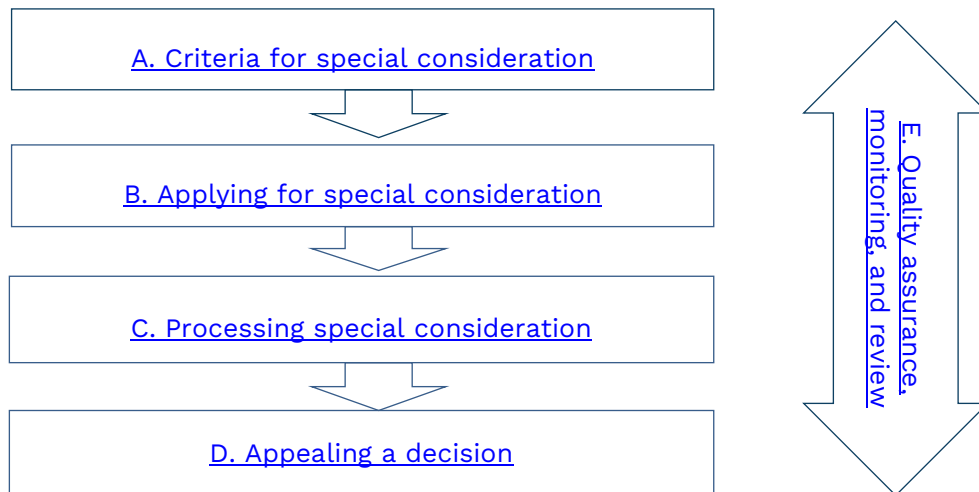 A. Criteria for special consideration
B. Applying for special consideration
C. Processing special consideration
D. Appealing a decision
E. Quality assurance,
monitoring, and review